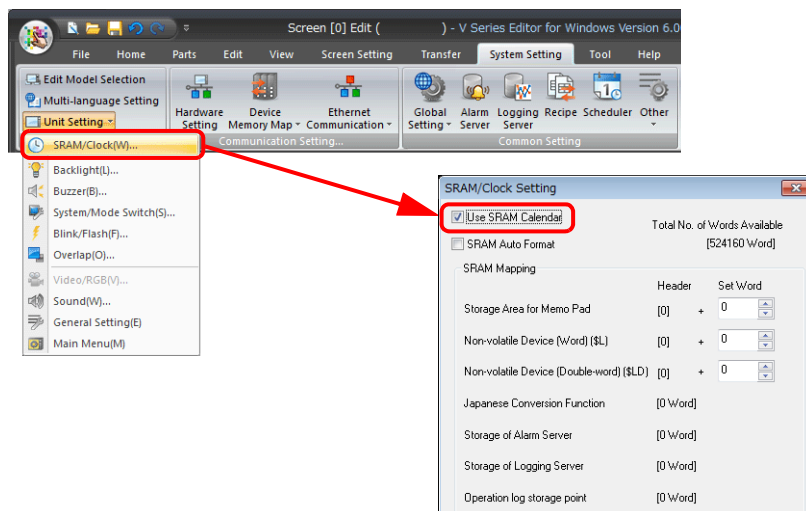 Screen [0] Edit ( ) - V Series Editor for Windows Version 6.0
File Home Parts Edit View Screen Setting Transfer System Setting Tool Help
Edit Model Selection
Multi-language Setting
Unit Setting
Hardware Setting
Device Memory Map
Ethernet Communication
Global Setting
Alarm Server
Logging Server
Recipe
Scheduler
Other
Communication Setting...
Common Setting
SRAM/Clock(W)...
Backlight(L)...
Buzzer(B)...
System/Mode Switch(S)...
Blink/Flash(F)...
Overlap(O)...
Video/RGB(V)...
Sound(W)...
General Setting(E)
Main Menu(M)
SRAM/Clock Setting
Use SRAM Calendar
Total No. of Words Available
SRAM Auto Format
[524160 Word]
SRAM Mapping
Header Set Word
Storage Area for Memo Pad [0] + 0
Non-volatile Device (Word) ($L) [0] + 0
Non-volatile Device (Double-word) ($LD) [0] + 0
Japanese Conversion Function [0 Word]
Storage of Alarm Server [0 Word]
Storage of Logging Server [0 Word]
Operation log storage point [0 Word]